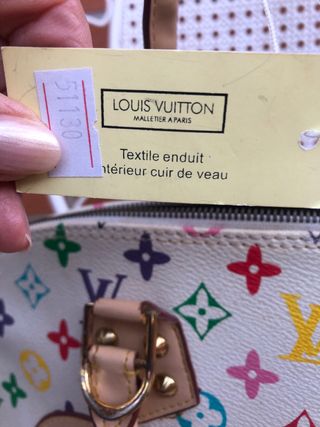 51130
LOUIS VUITTON
MALLETIER A PARIS
Textile enduit
ntérieur cuir de veau